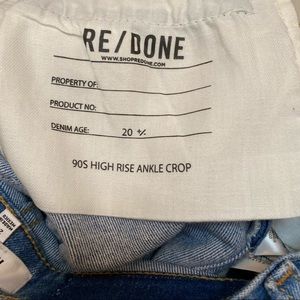 RE/DONE
WWW.SHOPREDONE.COM
PROPERTY OF:
PRODUCT NO:
DENIM AGE: 20 +/-
90S HIGH RISE ANKLE CROP